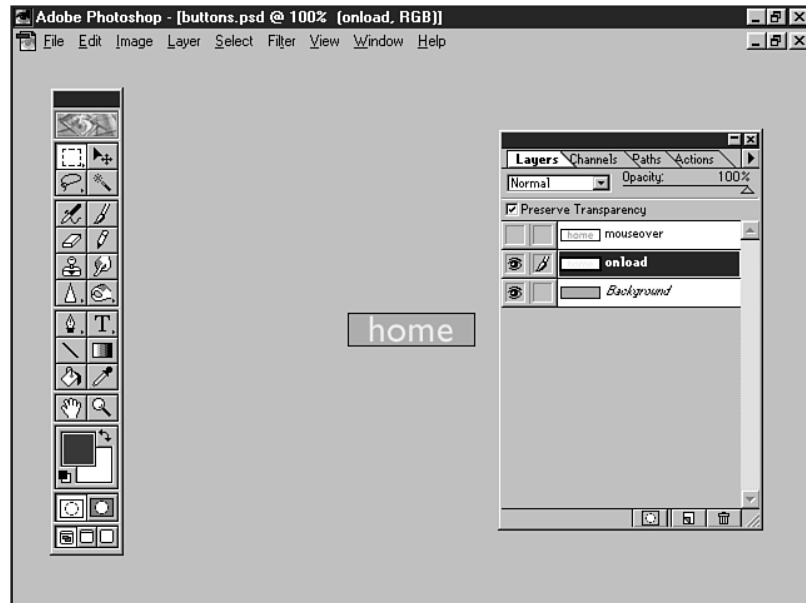 Adobe Photoshop - [buttons.psd @ 100% (onload, RGB)]
File Edit Image Layer Select Filter View Window Help
Layers Channels Paths Actions
Normal Opacity: 100%
Preserve Transparency
home mouseover
onload
Background
home
T